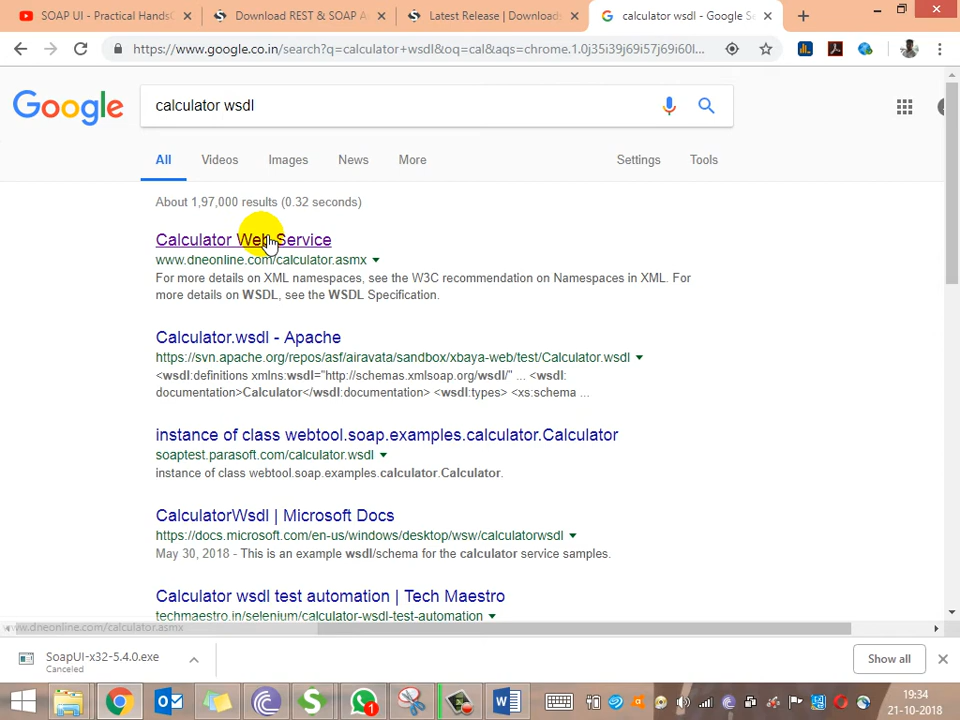 SOAP UI - Practical HandsO
Download REST & SOAP A
Latest Release | Downloads
calculator wsdl - Google Se
https://www.google.co.in/search?q=calculator+wsdl&oq=cal&aqs=chrome.1.0j35i39j69i57j69i60l...
Google
calculator wsdl
All
Videos
Images
News
More
Settings
Tools
About 1,97,000 results (0.32 seconds)
Calculator Web Service
www.dneonline.com/calculator.asmx
For more details on XML namespaces, see the W3C recommendation on Namespaces in XML. For
more details on WSDL, see the WSDL Specification.
Calculator.wsdl - Apache
https://svn.apache.org/repos/asf/airavata/sandbox/xbaya-web/test/Calculator.wsdl
<wsdl:definitions xmlns:wsdl="http://schemas.xmlsoap.org/wsdl/" ... <wsdl:
documentation>Calculator</wsdl:documentation> <wsdl:types> <xs:schema ...
instance of class webtool.soap.examples.calculator.Calculator
soaptest.parasoft.com/calculator.wsdl
instance of class webtool.soap.examples.calculator.Calculator.
CalculatorWsdl | Microsoft Docs
https://docs.microsoft.com/en-us/windows/desktop/wsw/calculatorwsdl
May 30, 2018 - This is an example wsdl/schema for the calculator service samples.
Calculator wsdl test automation | Tech Maestro
techmaestro.in/selenium/calculator-wsdl-test-automation
www.dneonline.com/calculator.asmx
SoapUI-x32-5.4.0.exe
Canceled
Show all
19:34
21-10-2018